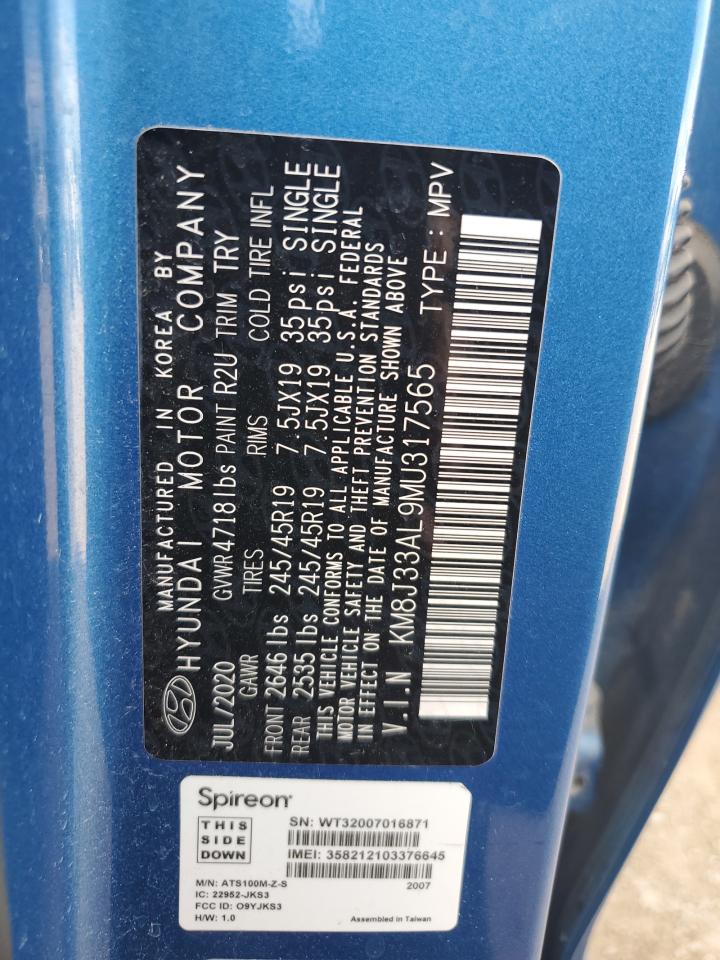 MANUFACTURED IN KOREA BY
HYUNDAI MOTOR COMPANY
JUL/2020 GVWR4718lbs PAINT R2U TRIM TRY
GAWR TIRES RIMS COLD TIRE INFL
FRONT 2646 lbs 245/45R19 7.5JX19 35psi SINGLE
REAR 2535 lbs 245/45R19 7.5JX19 35psi SINGLE
THIS VEHICLE CONFORMS TO ALL APPLICABLE U.S.A. FEDERAL
MOTOR VEHICLE SAFETY AND THEFT PREVENTION STANDARDS
IN EFFECT ON THE DATE OF MANUFACTURE SHOWN ABOVE
V.I.N KM8J33AL9MU317565 TYPE : MPV
Spireon
THIS
SIDE
DOWN
SN: WT32007016871
IMEI: 358212103376645
M/N: ATS100M-Z-S
2007
IC: 22952-JKS3
FCC ID: O9YJKS3
H/W: 1.0
Assembled in Taiwan